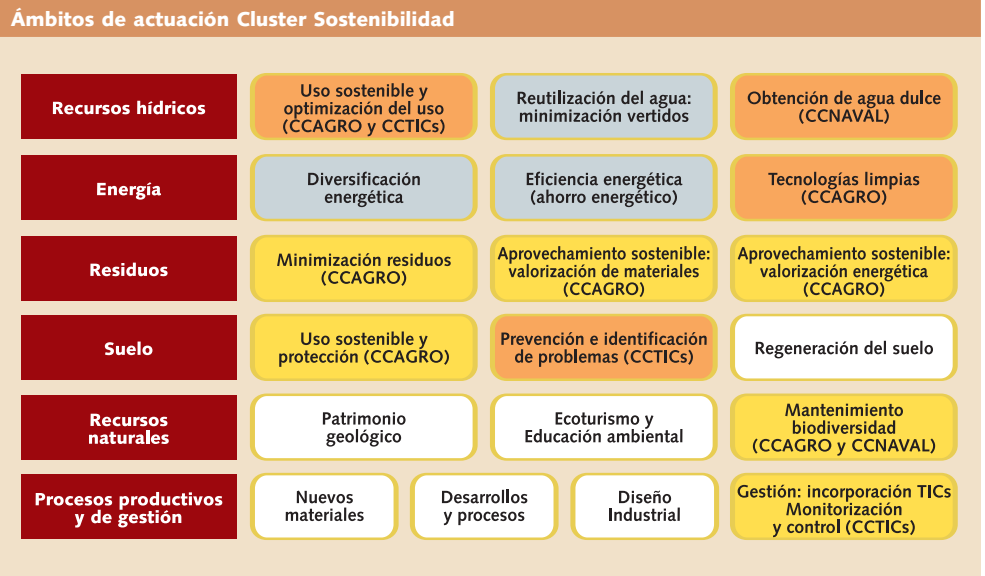 Ámbitos de actuación Cluster Sostenibilidad
Recursos hídricos
Uso sostenible y
optimización del uso
(CCAGRO y CCTICs)
Reutilización del agua:
minimización vertidos
Obtención de agua dulce
(CCNAVAL)
Energía
Diversificación
energética
Eficiencia energética
(ahorro energético)
Tecnologías limpias
(CCAGRO)
Residuos
Minimización residuos
(CCAGRO)
Aprovechamiento sostenible:
valorización de materiales
(CCAGRO)
Aprovechamiento sostenible:
valorización energética
(CCAGRO)
Suelo
Uso sostenible y
protección (CCAGRO)
Prevención e identificación
de problemas (CCTICs)
Regeneración del suelo
Recursos
naturales
Patrimonio
geológico
Ecoturismo y
Educación ambiental
Mantenimiento
biodiversidad
(CCAGRO y CCNAVAL)
Procesos productivos
y de gestión
Nuevos
materiales
Desarrollos
y procesos
Diseño
Industrial
Gestión: incorporación TICs
Monitorización
y control (CCTICs)